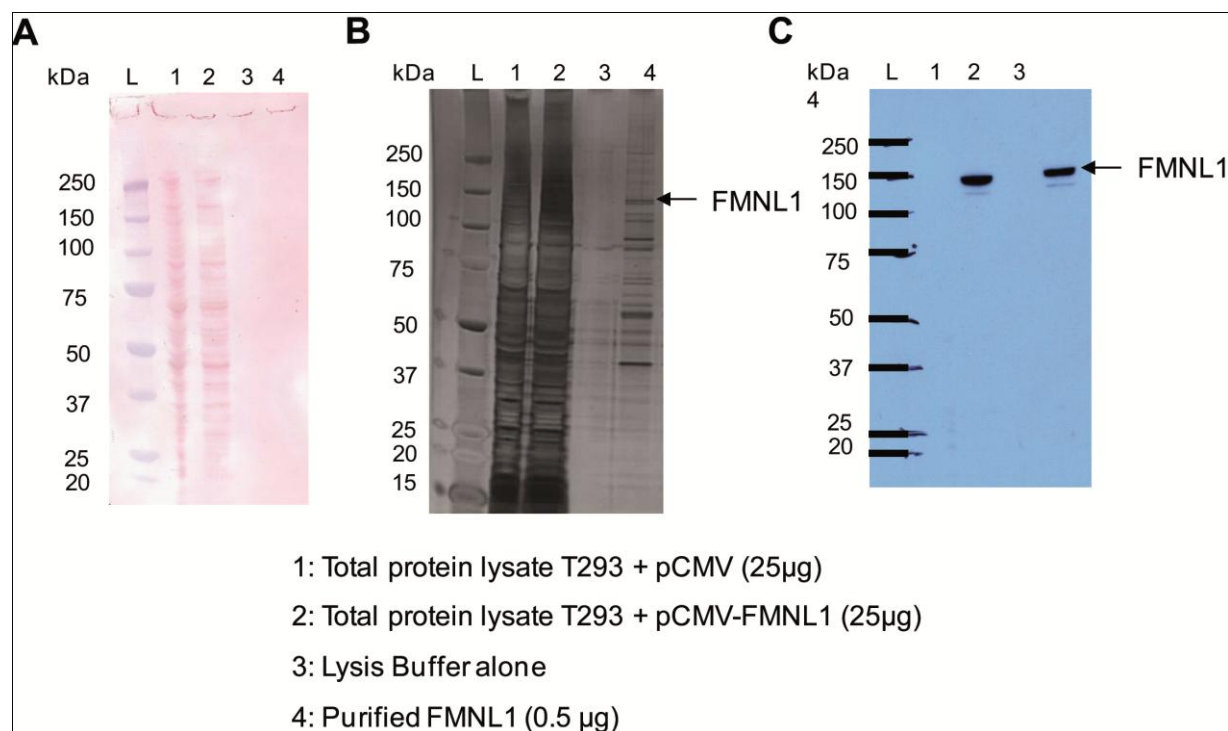 A
kDa L 1 2 3 4
250
150
100
75
50
37
25
20
B
kDa L 1 2 3 4
250
150
100
75
50
37
25
20
15
FMNL1
C
kDa L 1 2 3
4
250
150
100
75
50
37
25
20
FMNL1
1: Total protein lysate T293 + pCMV (25µg)
2: Total protein lysate T293 + pCMV-FMNL1 (25µg)
3: Lysis Buffer alone
4: Purified FMNL1 (0.5 µg)